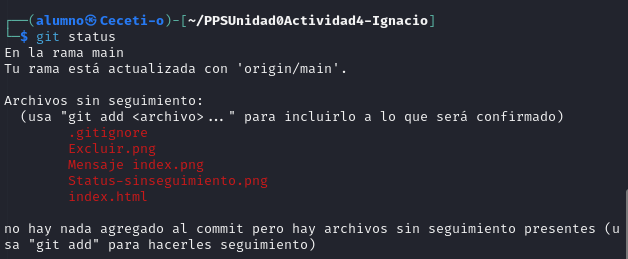 ┌──(alumno㉿Ceceti-o)-[~/PPSUnidad0Actividad4-Ignacio]
└─$ git status
En la rama main
Tu rama está actualizada con 'origin/main'.
Archivos sin seguimiento:
  (usa "git add <archivo>..." para incluirlo a lo que será confirmado)
        .gitignore
        Excluir.png
        Mensaje index.png
        Status-sinseguimiento.png
        index.html
no hay nada agregado al commit pero hay archivos sin seguimiento presentes (u
sa "git add" para hacerles seguimiento)